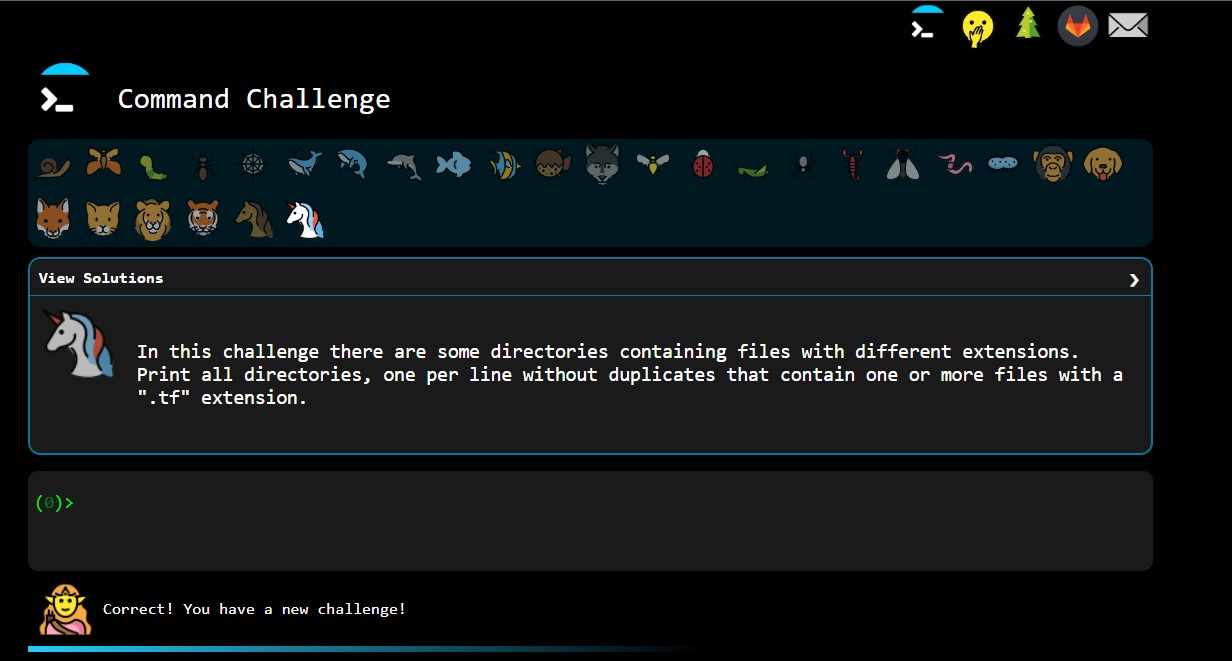 Command Challenge
View Solutions
In this challenge there are some directories containing files with different extensions.
Print all directories, one per line without duplicates that contain one or more files with a
".tf" extension.
(0)>
Correct! You have a new challenge!